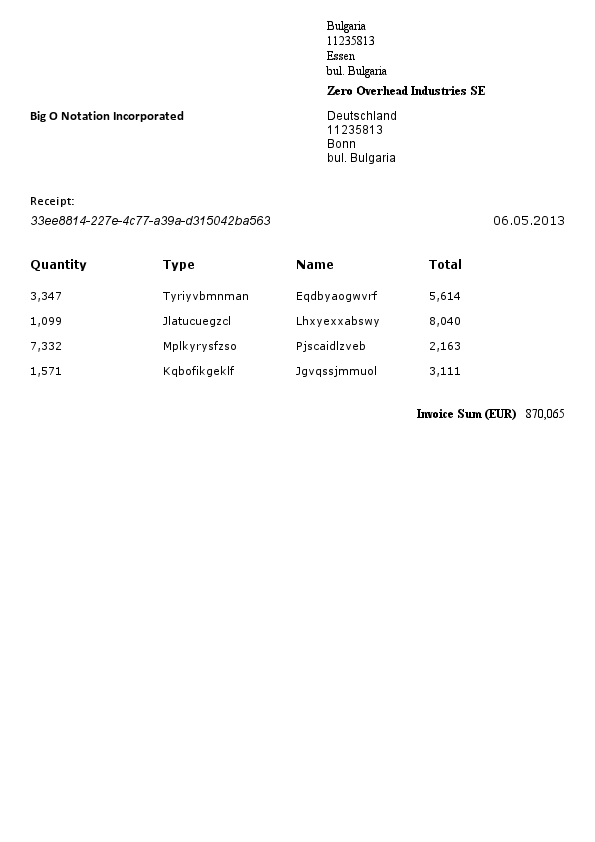 Bulgaria
11235813
Essen
bul. Bulgaria
Zero Overhead Industries SE
Big O Notation Incorporated
Deutschland
11235813
Bonn
bul. Bulgaria
Receipt:
33ee8814-227e-4c77-a39a-d315042ba563 06.05.2013
Quantity Type Name Total
3,347 Tyriyvbmnman Eqdbyaogwvrf 5,614
1,099 Jlatucuegzcl Lhxyexxabswy 8,040
7,332 Mplkyrysfzso Pjscaidlzveb 2,163
1,571 Kqbofikgeklf Jgvqssjmmuol 3,111
Invoice Sum (EUR) 870,065